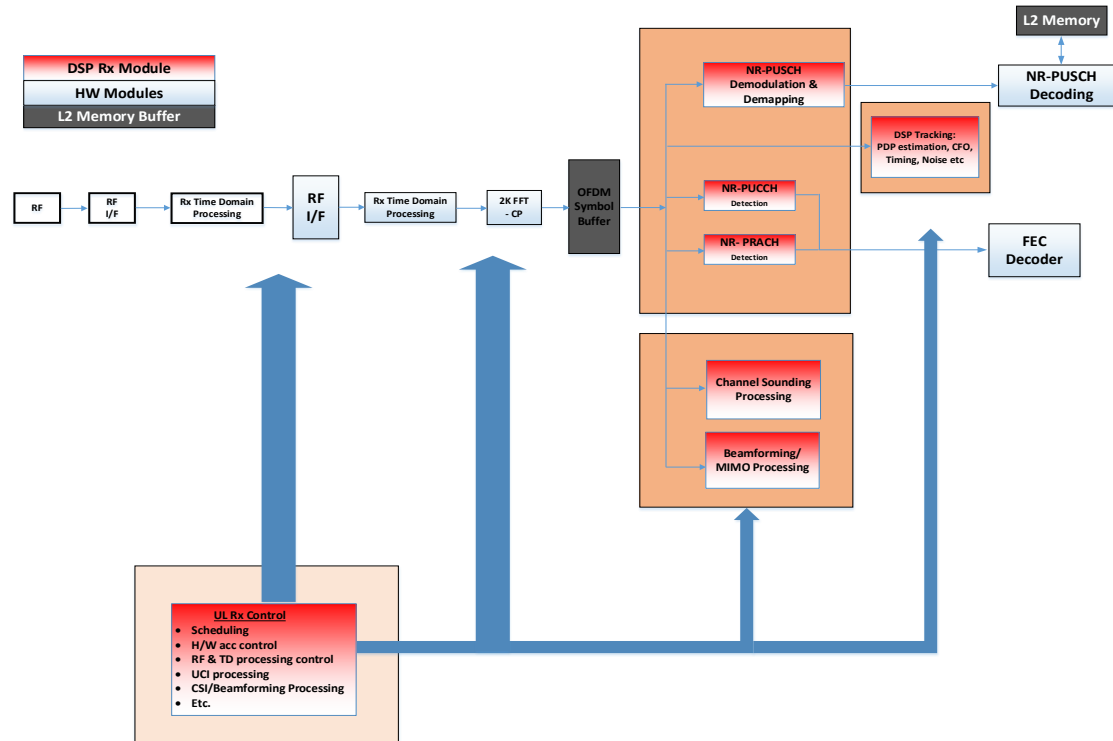 L2 Memory
DSP Rx Module
HW Modules
L2 Memory Buffer
NR-PUSCH
Demodulation &
Demapping
NR-PUSCH
Decoding
DSP Tracking:
PDP estimation, CFO,
Timing, Noise etc
RF
RF
I/F
Rx Time Domain
Processing
RF
I/F
Rx Time Domain
Processing
2K FFT
- CP
OFDM
Symbol
Buffer
NR-PUCCH
Detection
NR- PRACH
Detection
FEC
Decoder
Channel Sounding
Processing
Beamforming/
MIMO Processing
UL Rx Control
• Scheduling
• H/W acc control
• RF & TD processing control
• UCI processing
• CSI/Beamforming Processing
• Etc.